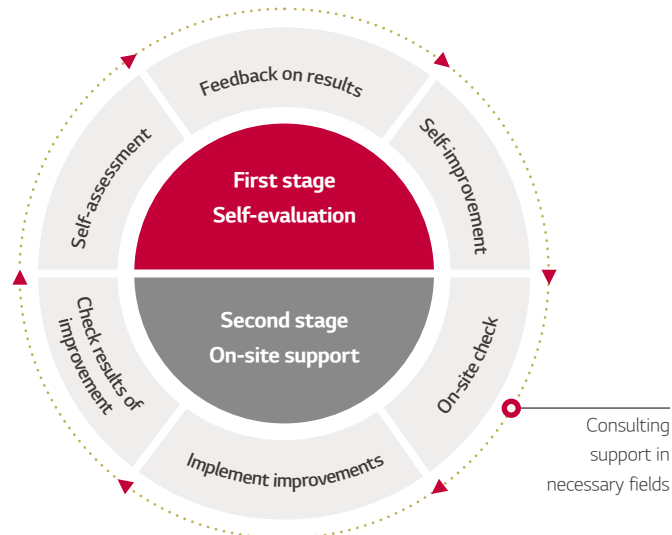 Feedback on results
Self-assessment
Self-improvement
First stage
Self-evaluation
Second stage
On-site support
Check results of
improvement
On-site check
Implement improvements
Consulting
support in
necessary fields